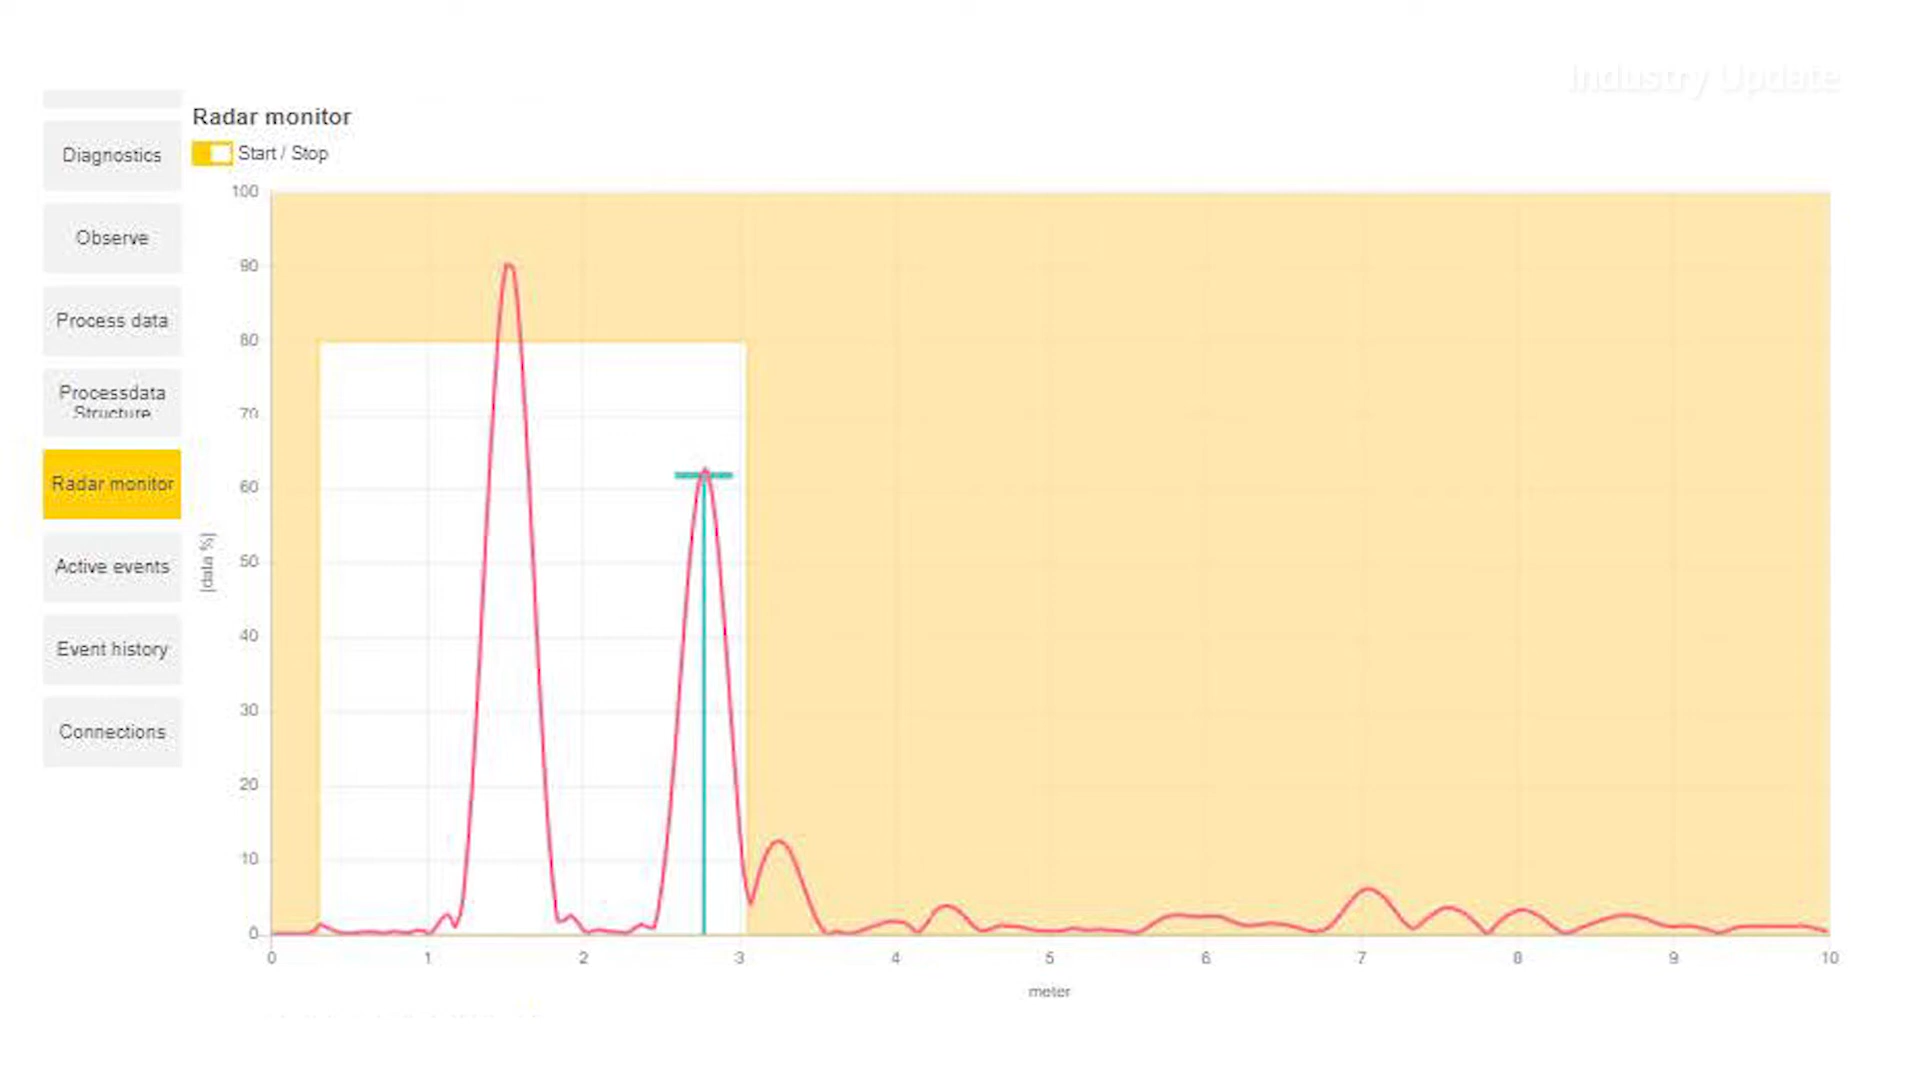 Industry Update
Radar monitor
Start / Stop
Diagnostics
Observe
Process data
Processdata
Structure
Radar monitor
Active events
Event history
Connections
100
90
80
70
60
50
40
30
20
10
0
|data %|
0 1 2 3 4 5 6 7 8 9 10
meter